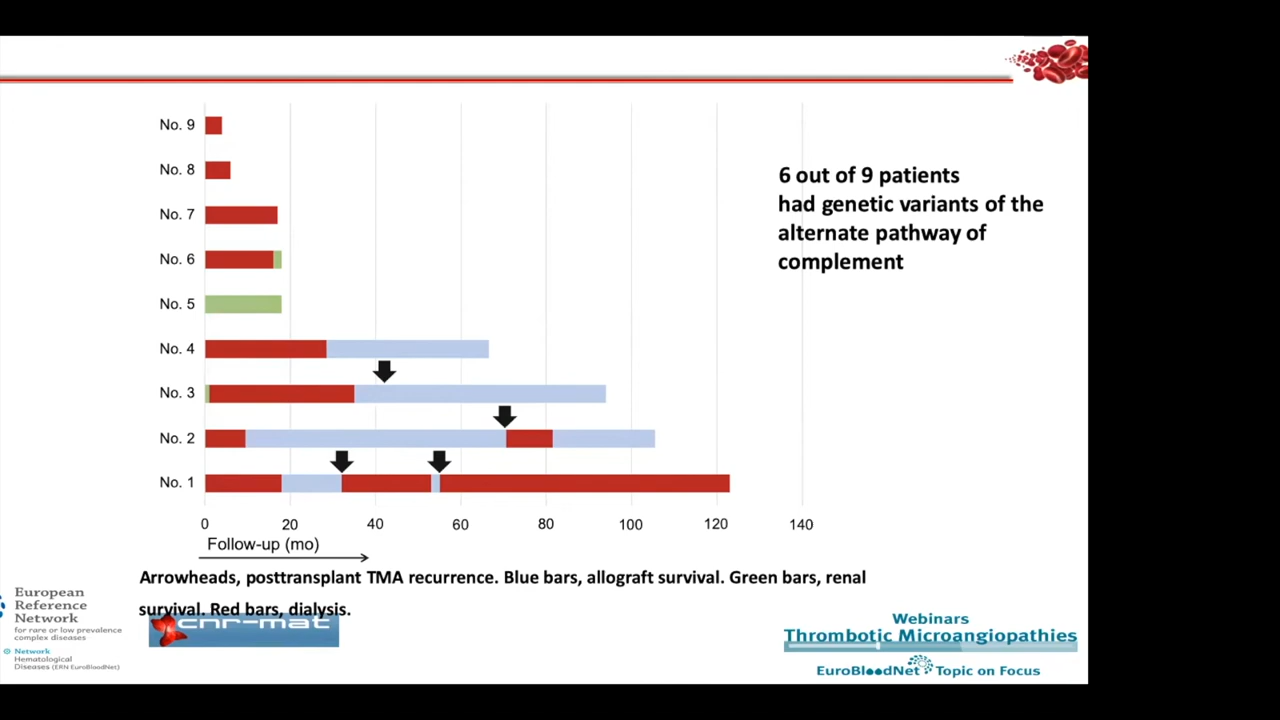 No. 9
No. 8
No. 7
No. 6
No. 5
No. 4
No. 3
No. 2
No. 1
0 20 40 60 80 100 120 140
Follow-up (mo)
6 out of 9 patients
had genetic variants of the
alternate pathway of
complement
Arrowheads, posttransplant TMA recurrence. Blue bars, allograft survival. Green bars, renal
survival. Red bars, dialysis.
European
Reference
Network
for rare or low prevalence
complex diseases
Network
Hematological
Diseases (ERN EuroBloodNet)
cnr-mat
Webinars
Thrombotic Microangiopathies
EuroBloodNet Topic on Focus